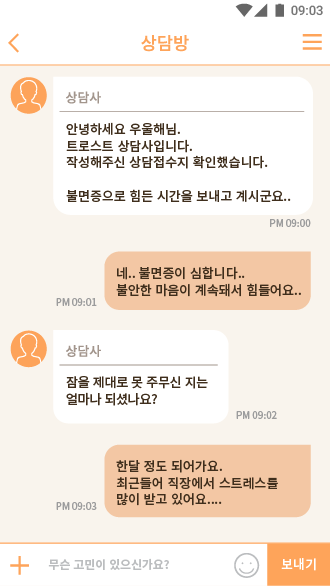 09:03
상담방
상담사
안녕하세요 우울해님.
트로스트 상담사입니다.
작성해주신 상담접수지 확인했습니다.
불면증으로 힘든 시간을 보내고 계시군요..
PM 09:00
네.. 불면증이 심합니다..
불안한 마음이 계속돼서 힘들어요..
PM 09:01
상담사
잠을 제대로 못 주무신 지는
얼마나 되셨나요?
PM 09:02
한달 정도 되어가요.
최근들어 직장에서 스트레스를
많이 받고 있어요....
PM 09:03
무슨 고민이 있으신가요?
보내기